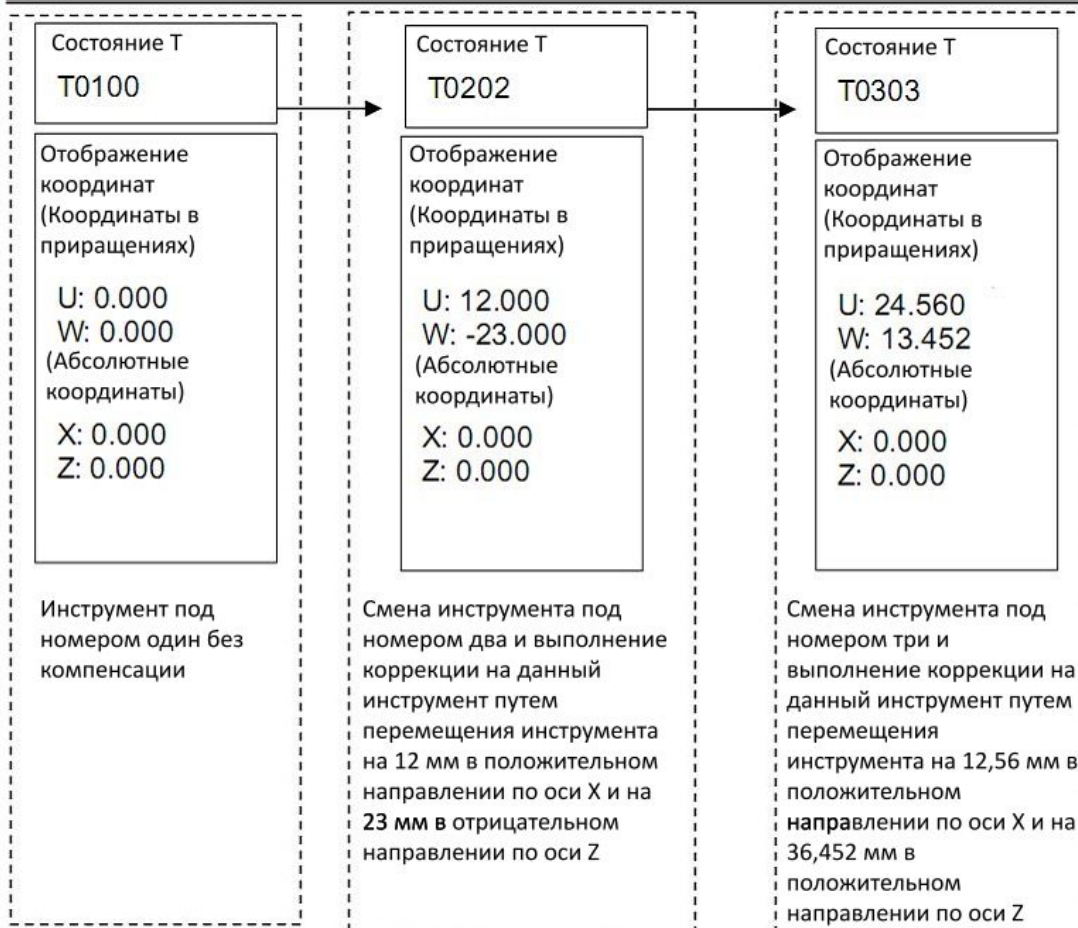 Состояние Т
T0100
Отображение
координат
(Координаты в
приращениях)
U: 0.000
W: 0.000
(Абсолютные
координаты)
X: 0.000
Z: 0.000
Инструмент под
номером один без
компенсации
Состояние Т
T0202
Отображение
координат
(Координаты в
приращениях)
U: 12.000
W: -23.000
(Абсолютные
координаты)
X: 0.000
Z: 0.000
Смена инструмента под
номером два и выполнение
коррекции на данный
инструмент путем
перемещения инструмента
на 12 мм в положительном
направлении по оси X и на
23 мм в отрицательном
направлении по оси Z
Состояние Т
T0303
Отображение
координат
(Координаты в
приращениях)
U: 24.560
W: 13.452
(Абсолютные
координаты)
X: 0.000
Z: 0.000
Смена инструмента под
номером три и
выполнение коррекции на
данный инструмент путем
перемещения
инструмента на 12,56 мм в
положительном
направлении по оси X и на
36,452 мм в
положительном
направлении по оси Z